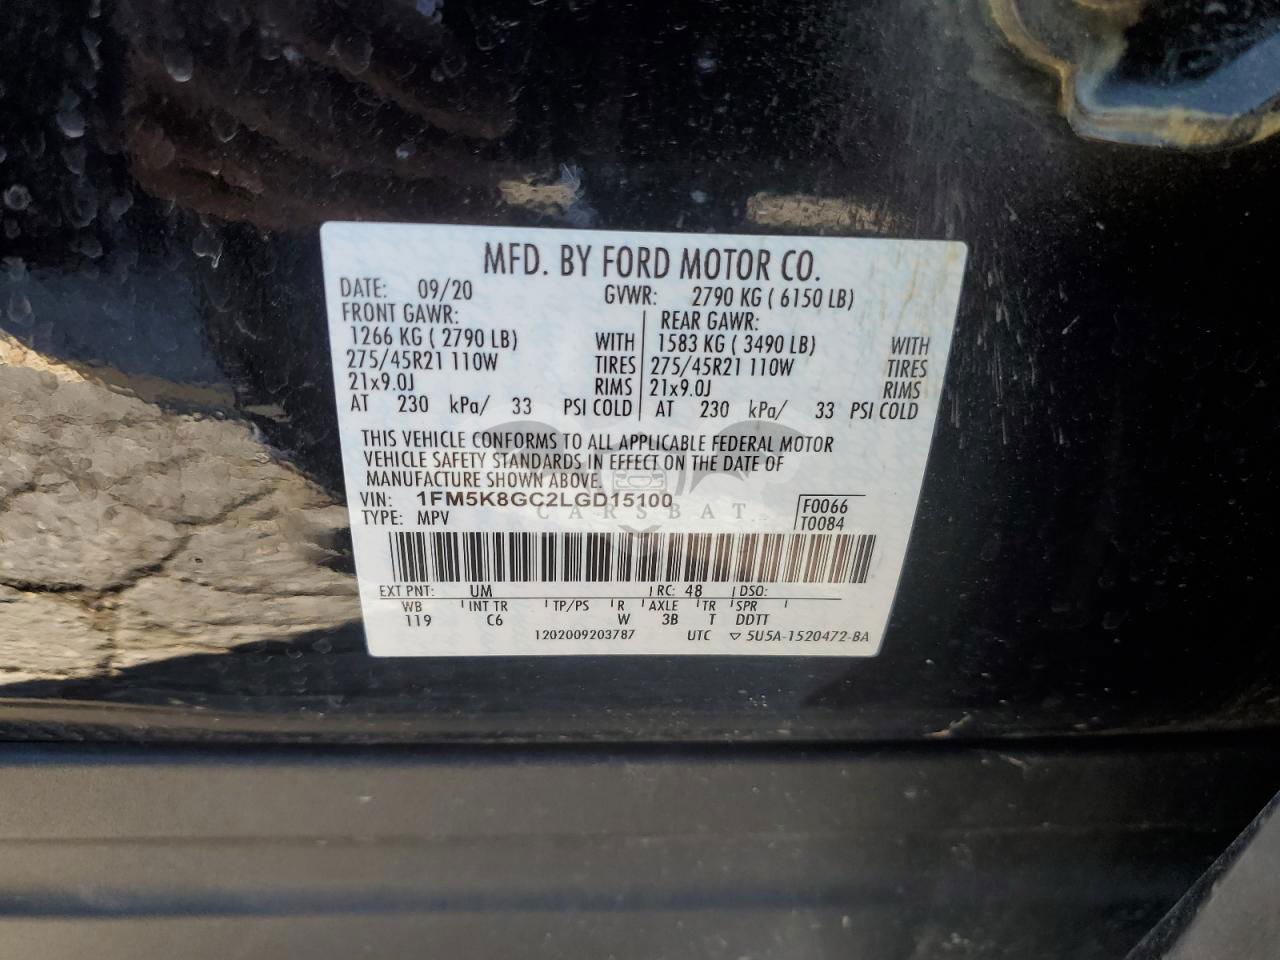 MFD. BY FORD MOTOR CO.
DATE: 09/20 GVWR: 2790 KG ( 6150 LB)
FRONT GAWR: REAR GAWR:
1266 KG ( 2790 LB) WITH 1583 KG ( 3490 LB) WITH
275/45R21 110W TIRES 275/45R21 110W TIRES
21x9.0J RIMS 21x9.0J RIMS
AT 230 kPa/ 33 PSI COLD AT 230 kPa/ 33 PSI COLD
THIS VEHICLE CONFORMS TO ALL APPLICABLE FEDERAL MOTOR
VEHICLE SAFETY STANDARDS IN EFFECT ON THE DATE OF
MANUFACTURE SHOWN ABOVE.
VIN: 1FM5K8GC2LGD15100 F0066
CARSBAT
TYPE: MPV T0084
EXT PNT: UM RC: 48 DSO:
WB INT TR TP/PS R AXLE TR SPR
119 C6 W 3B T DDTT
1202009203787 UTC ▽ 5U5A-1520472-BA